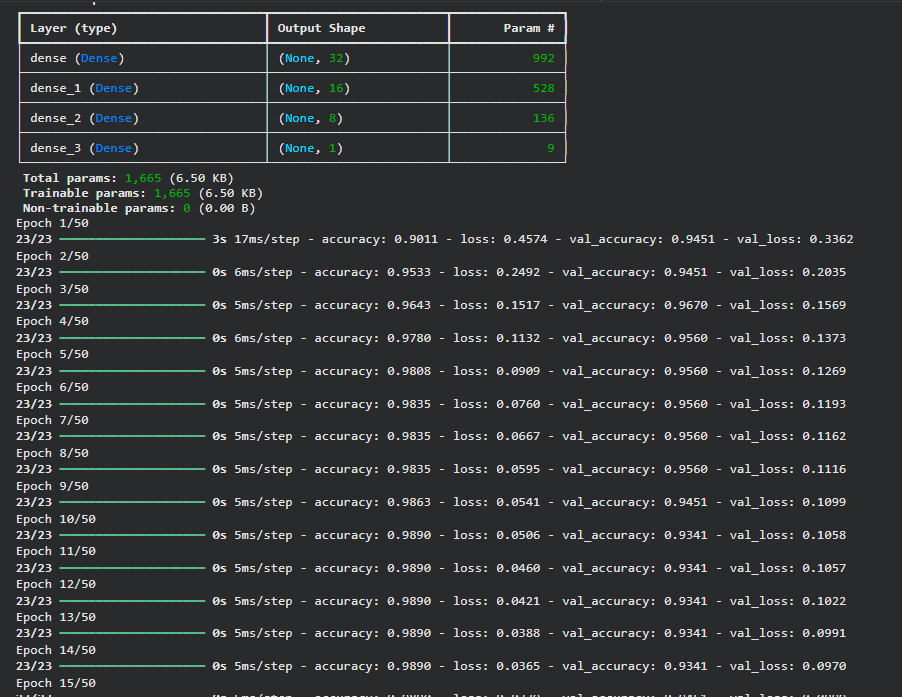 Layer (type) Output Shape Param #
dense (Dense) (None, 32) 992
dense_1 (Dense) (None, 16) 528
dense_2 (Dense) (None, 8) 136
dense_3 (Dense) (None, 1) 9
Total params: 1,665 (6.50 KB)
Trainable params: 1,665 (6.50 KB)
Non-trainable params: 0 (0.00 B)
Epoch 1/50
23/23 ━━━━━━━━━━━━━━━━━━━━ 3s 17ms/step - accuracy: 0.9011 - loss: 0.4574 - val_accuracy: 0.9451 - val_loss: 0.3362
Epoch 2/50
23/23 ━━━━━━━━━━━━━━━━━━━━ 0s 6ms/step - accuracy: 0.9533 - loss: 0.2492 - val_accuracy: 0.9451 - val_loss: 0.2035
Epoch 3/50
23/23 ━━━━━━━━━━━━━━━━━━━━ 0s 5ms/step - accuracy: 0.9643 - loss: 0.1517 - val_accuracy: 0.9670 - val_loss: 0.1569
Epoch 4/50
23/23 ━━━━━━━━━━━━━━━━━━━━ 0s 6ms/step - accuracy: 0.9780 - loss: 0.1132 - val_accuracy: 0.9560 - val_loss: 0.1373
Epoch 5/50
23/23 ━━━━━━━━━━━━━━━━━━━━ 0s 5ms/step - accuracy: 0.9808 - loss: 0.0909 - val_accuracy: 0.9560 - val_loss: 0.1269
Epoch 6/50
23/23 ━━━━━━━━━━━━━━━━━━━━ 0s 5ms/step - accuracy: 0.9835 - loss: 0.0760 - val_accuracy: 0.9560 - val_loss: 0.1193
Epoch 7/50
23/23 ━━━━━━━━━━━━━━━━━━━━ 0s 5ms/step - accuracy: 0.9835 - loss: 0.0667 - val_accuracy: 0.9560 - val_loss: 0.1162
Epoch 8/50
23/23 ━━━━━━━━━━━━━━━━━━━━ 0s 5ms/step - accuracy: 0.9835 - loss: 0.0595 - val_accuracy: 0.9560 - val_loss: 0.1116
Epoch 9/50
23/23 ━━━━━━━━━━━━━━━━━━━━ 0s 5ms/step - accuracy: 0.9863 - loss: 0.0541 - val_accuracy: 0.9451 - val_loss: 0.1099
Epoch 10/50
23/23 ━━━━━━━━━━━━━━━━━━━━ 0s 5ms/step - accuracy: 0.9890 - loss: 0.0506 - val_accuracy: 0.9341 - val_loss: 0.1058
Epoch 11/50
23/23 ━━━━━━━━━━━━━━━━━━━━ 0s 5ms/step - accuracy: 0.9890 - loss: 0.0460 - val_accuracy: 0.9341 - val_loss: 0.1057
Epoch 12/50
23/23 ━━━━━━━━━━━━━━━━━━━━ 0s 5ms/step - accuracy: 0.9890 - loss: 0.0421 - val_accuracy: 0.9341 - val_loss: 0.1022
Epoch 13/50
23/23 ━━━━━━━━━━━━━━━━━━━━ 0s 5ms/step - accuracy: 0.9890 - loss: 0.0388 - val_accuracy: 0.9341 - val_loss: 0.0991
Epoch 14/50
23/23 ━━━━━━━━━━━━━━━━━━━━ 0s 5ms/step - accuracy: 0.9890 - loss: 0.0365 - val_accuracy: 0.9341 - val_loss: 0.0970
Epoch 15/50